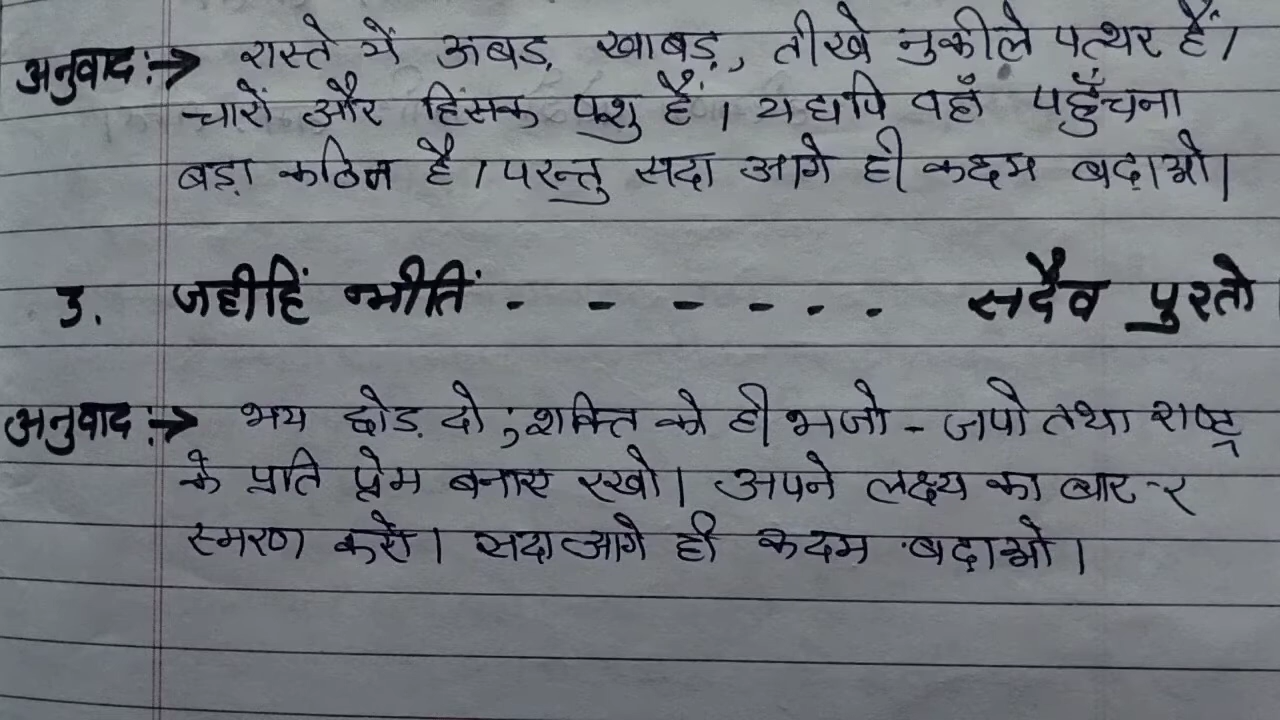 अनुवाद :→ रास्ते में ऊबड़ खाबड़, तीखे नुकीले पत्थर हैं।
चारों और हिंसक पशु हैं। यद्यपि वहाँ पहुँचना
बड़ा कठिन है। परन्तु सदा आगे ही कदम बढ़ाओ।
3. जहीहिं भीतिं - - - - - - - सदैव पुरतो
अनुवाद :→ भय छोड़ दो; शक्ति को ही भजो - जपो तथा राष्ट्र
के प्रति प्रेम बनाए रखो। अपने लक्ष्य का बार-२
स्मरण करो। सदा आगे ही कदम बढ़ाओ।